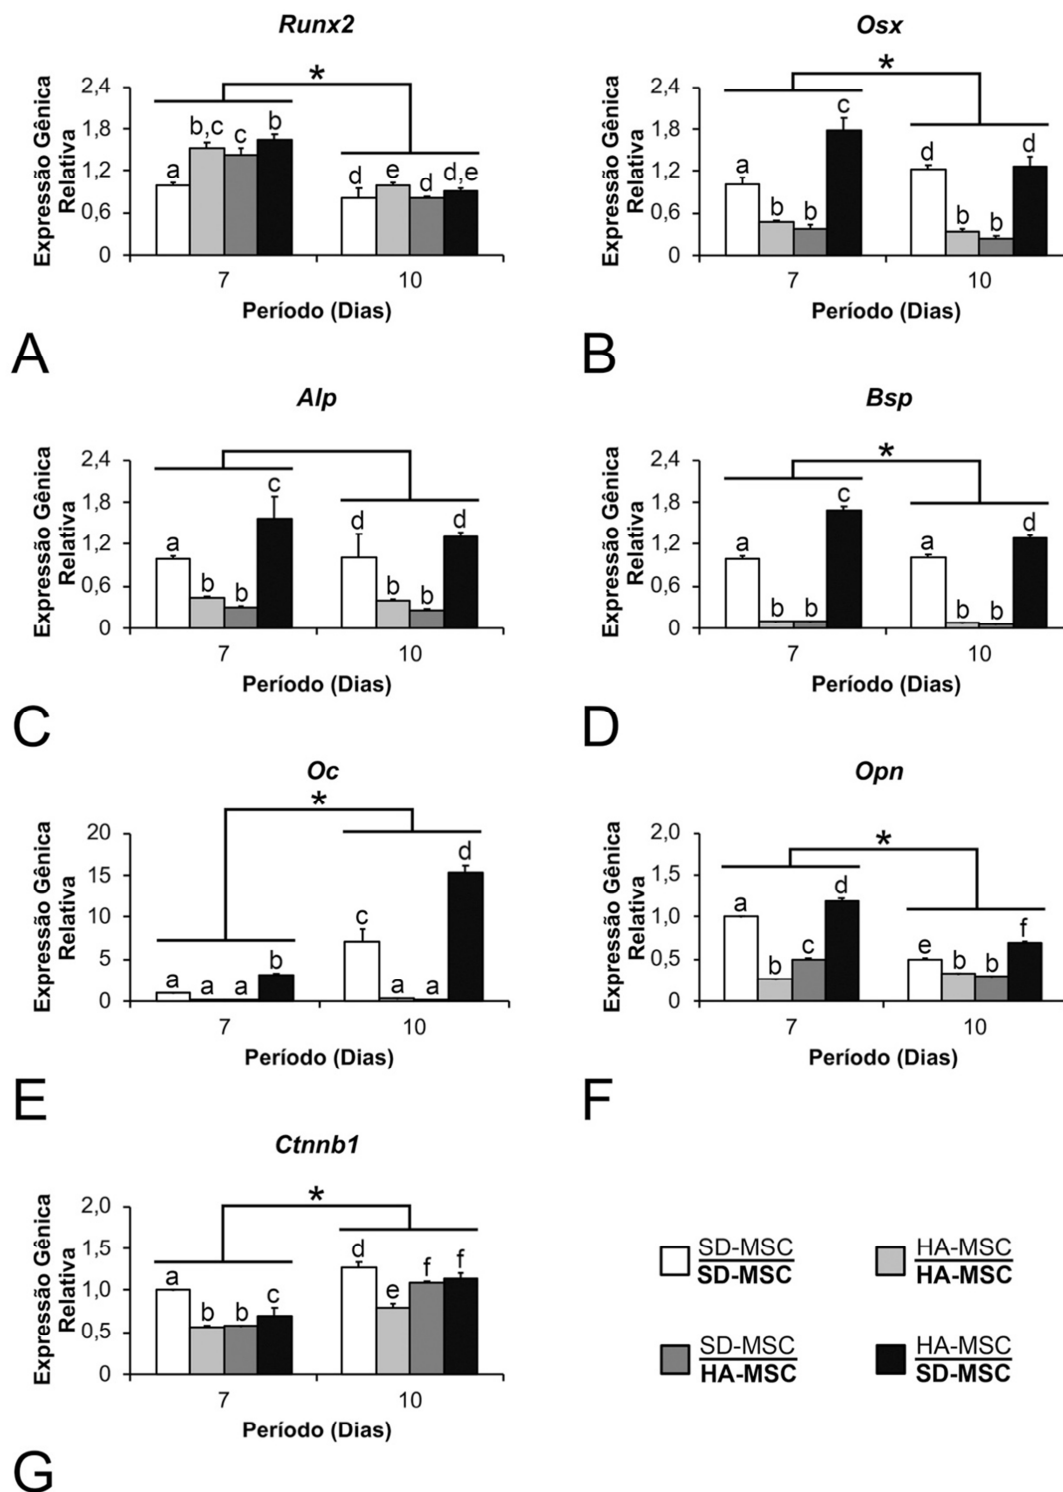 Runx2
Expressão Gênica
Relativa
2,4
1,8
1,2
0,6
0
a
b,c
c
b
*
d
e
d
d,e
7
10
Período (Dias)
A
Osx
Expressão Gênica
Relativa
2,4
1,8
1,2
0,6
0
a
b
b
c
*
d
b
b
d
7
10
Período (Dias)
B
Alp
Expressão Gênica
Relativa
2,4
1,8
1,2
0,6
0
a
b
b
c
d
b
b
d
7
10
Período (Dias)
C
Bsp
Expressão Gênica
Relativa
2,4
1,8
1,2
0,6
0
a
b
b
c
*
a
b
b
d
7
10
Período (Dias)
D
Oc
Expressão Gênica
Relativa
20
15
10
5
0
a
a
a
b
*
c
a
a
d
7
10
Período (Dias)
E
Opn
Expressão Gênica
Relativa
2,0
1,5
1,0
0,5
0
a
b
c
d
*
e
b
b
f
7
10
Período (Dias)
F
Ctnnb1
Expressão Gênica
Relativa
2,0
1,5
1,0
0,5
0
a
b
b
c
*
d
e
f
f
7
10
Período (Dias)
G
SD-MSC
SD-MSC
HA-MSC
HA-MSC
SD-MSC
HA-MSC
HA-MSC
SD-MSC